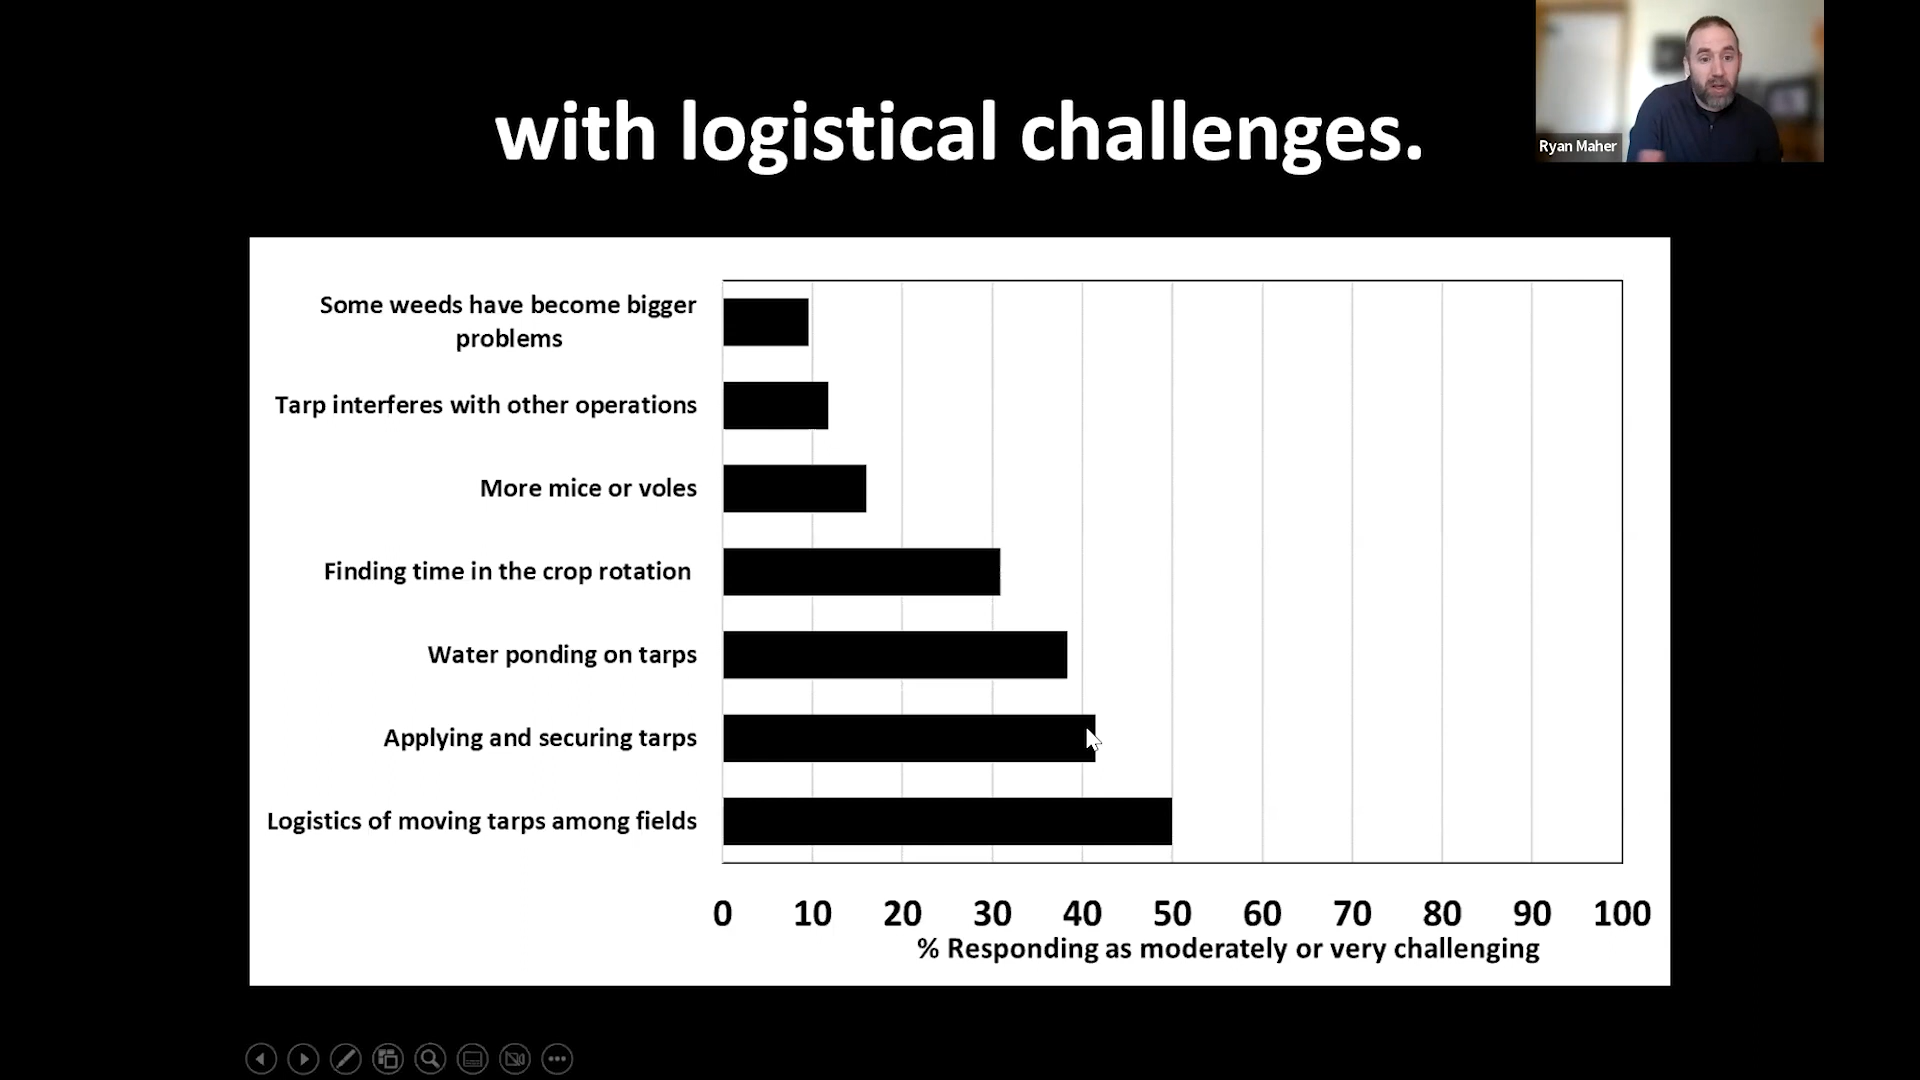 with logistical challenges.
Ryan Maher
Some weeds have become bigger
problems
Tarp interferes with other operations
More mice or voles
Finding time in the crop rotation
Water ponding on tarps
Applying and securing tarps
Logistics of moving tarps among fields
0 10 20 30 40 50 60 70 80 90 100
% Responding as moderately or very challenging